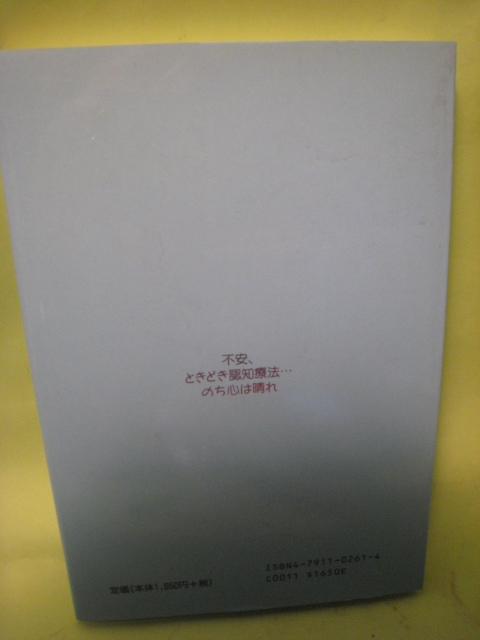 不安、
ときどき認知療法…
のち心は晴れ
定価(本体1,650円+税)
ISBN4-7911-0261-4
C0011 ¥1650E